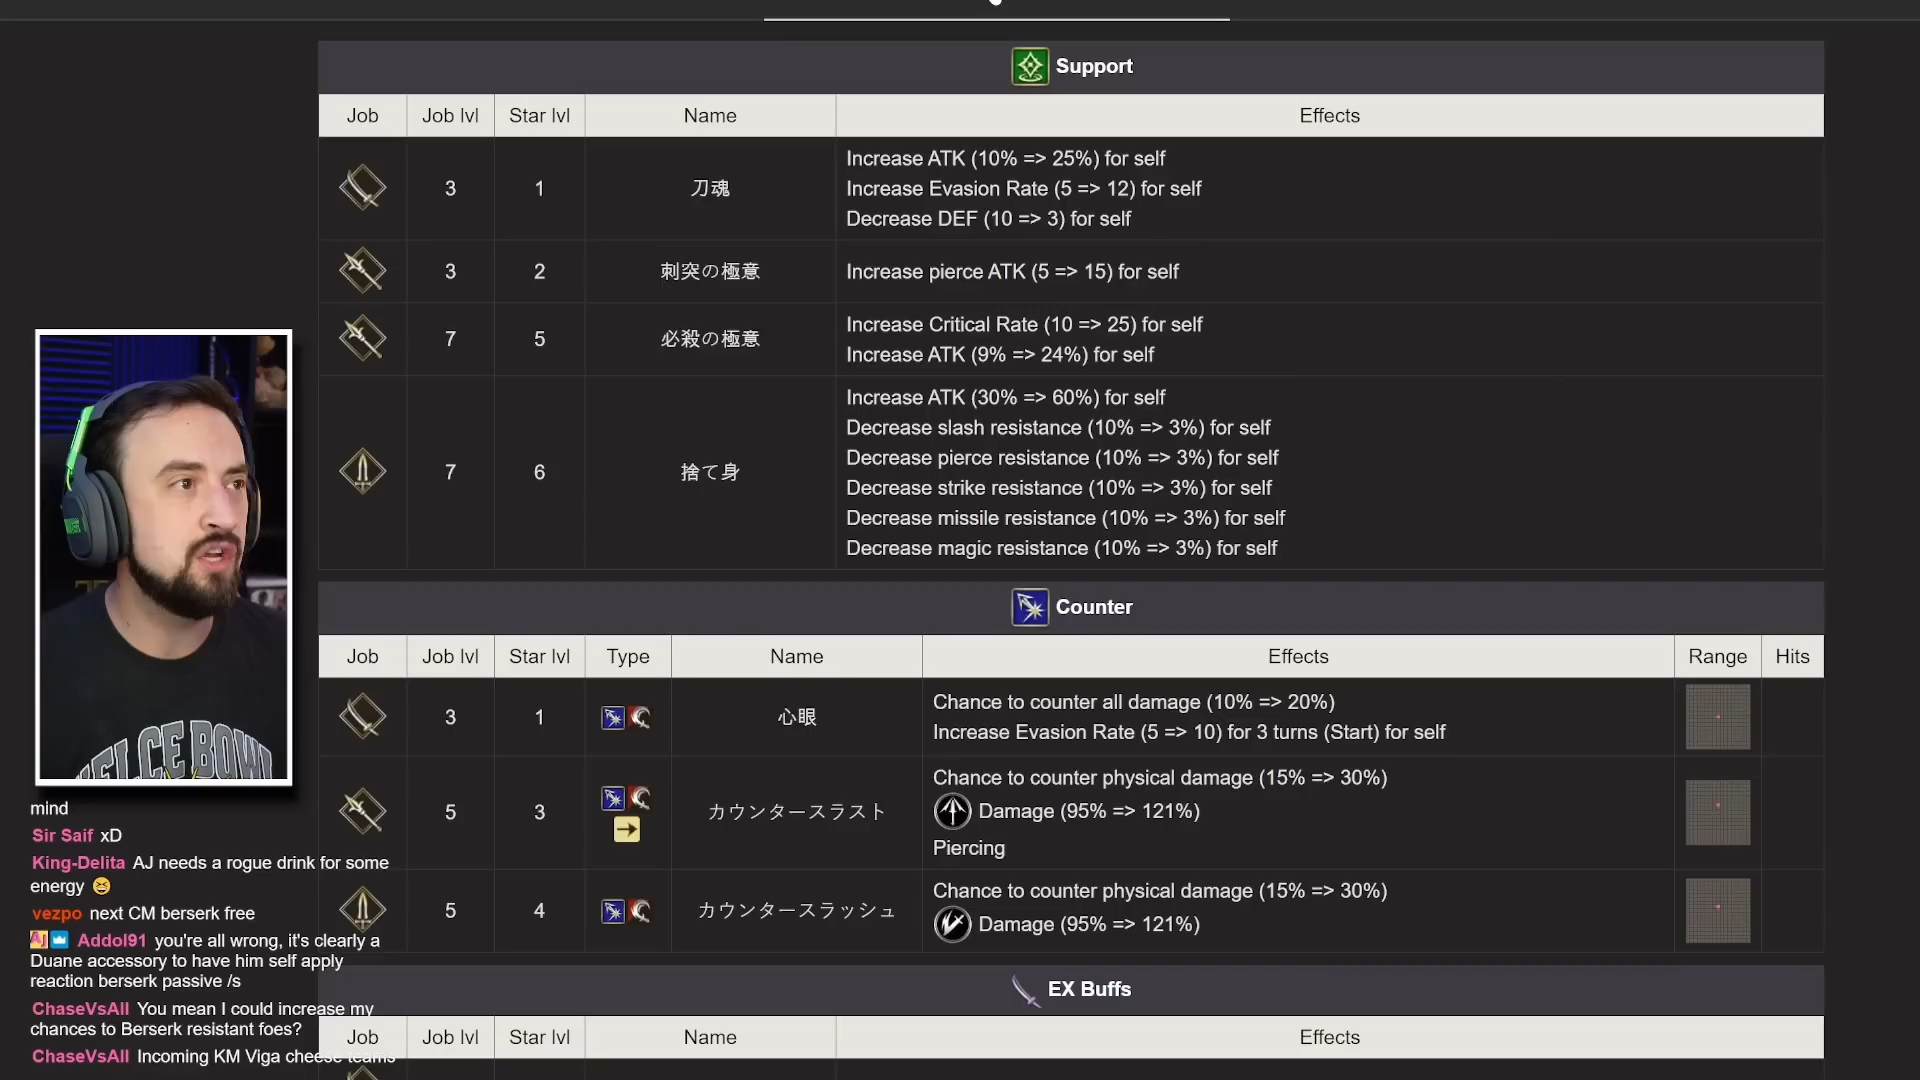 Support
Job Job lvl Star lvl Name Effects
3 1 刀魂
Increase ATK (10% => 25%) for self
Increase Evasion Rate (5 => 12) for self
Decrease DEF (10 => 3) for self
3 2 刺突の極意 Increase pierce ATK (5 => 15) for self
7 5 必殺の極意
Increase Critical Rate (10 => 25) for self
Increase ATK (9% => 24%) for self
7 6 捨て身
Increase ATK (30% => 60%) for self
Decrease slash resistance (10% => 3%) for self
Decrease pierce resistance (10% => 3%) for self
Decrease strike resistance (10% => 3%) for self
Decrease missile resistance (10% => 3%) for self
Decrease magic resistance (10% => 3%) for self
Counter
Job Job lvl Star lvl Type Name Effects Range Hits
3 1 心眼
Chance to counter all damage (10% => 20%)
Increase Evasion Rate (5 => 10) for 3 turns (Start) for self
5 3 カウンタースラスト
Chance to counter physical damage (15% => 30%)
Damage (95% => 121%)
Piercing
5 4 カウンタースラッシュ
Chance to counter physical damage (15% => 30%)
Damage (95% => 121%)
EX Buffs
Job Job lvl Star lvl Name Effects
BOWL
mind
Sir Saif xD
King-Delita AJ needs a rogue drink for some
energy 😆
vezpo next CM berserk free
AJ Addol91 you're all wrong, it's clearly a
Duane accessory to have him self apply
reaction berserk passive /s
ChaseVsAll You mean I could increase my
chances to Berserk resistant foes?
ChaseVsAll Incoming KM Viga cheese teams